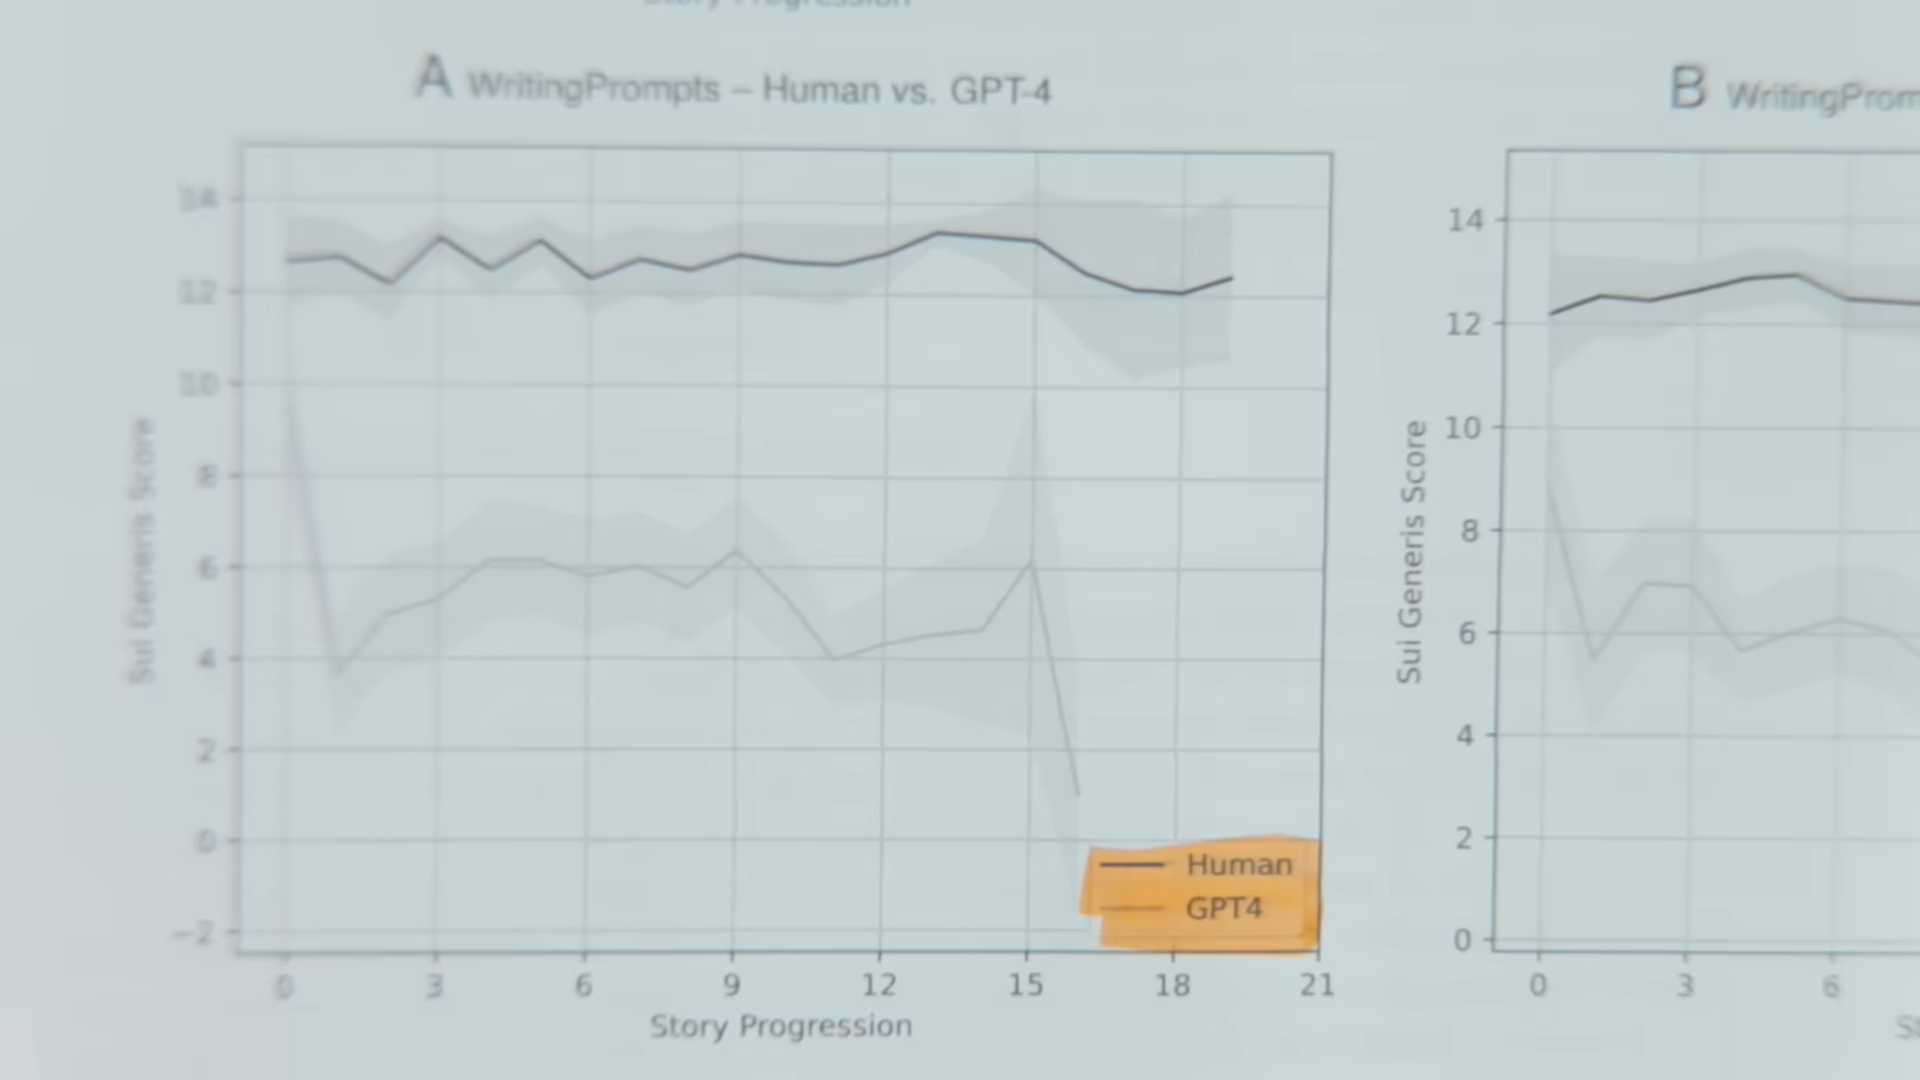 Story Progression
A WritingPrompts – Human vs. GPT-4
14
12
10
8
6
4
2
0
−2
Sui Generis Score
0 3 6 9 12 15 18 21
Story Progression
Human
GPT4
B
14
12
10
8
6
4
2
0
Sui Generis Score
0 3 6